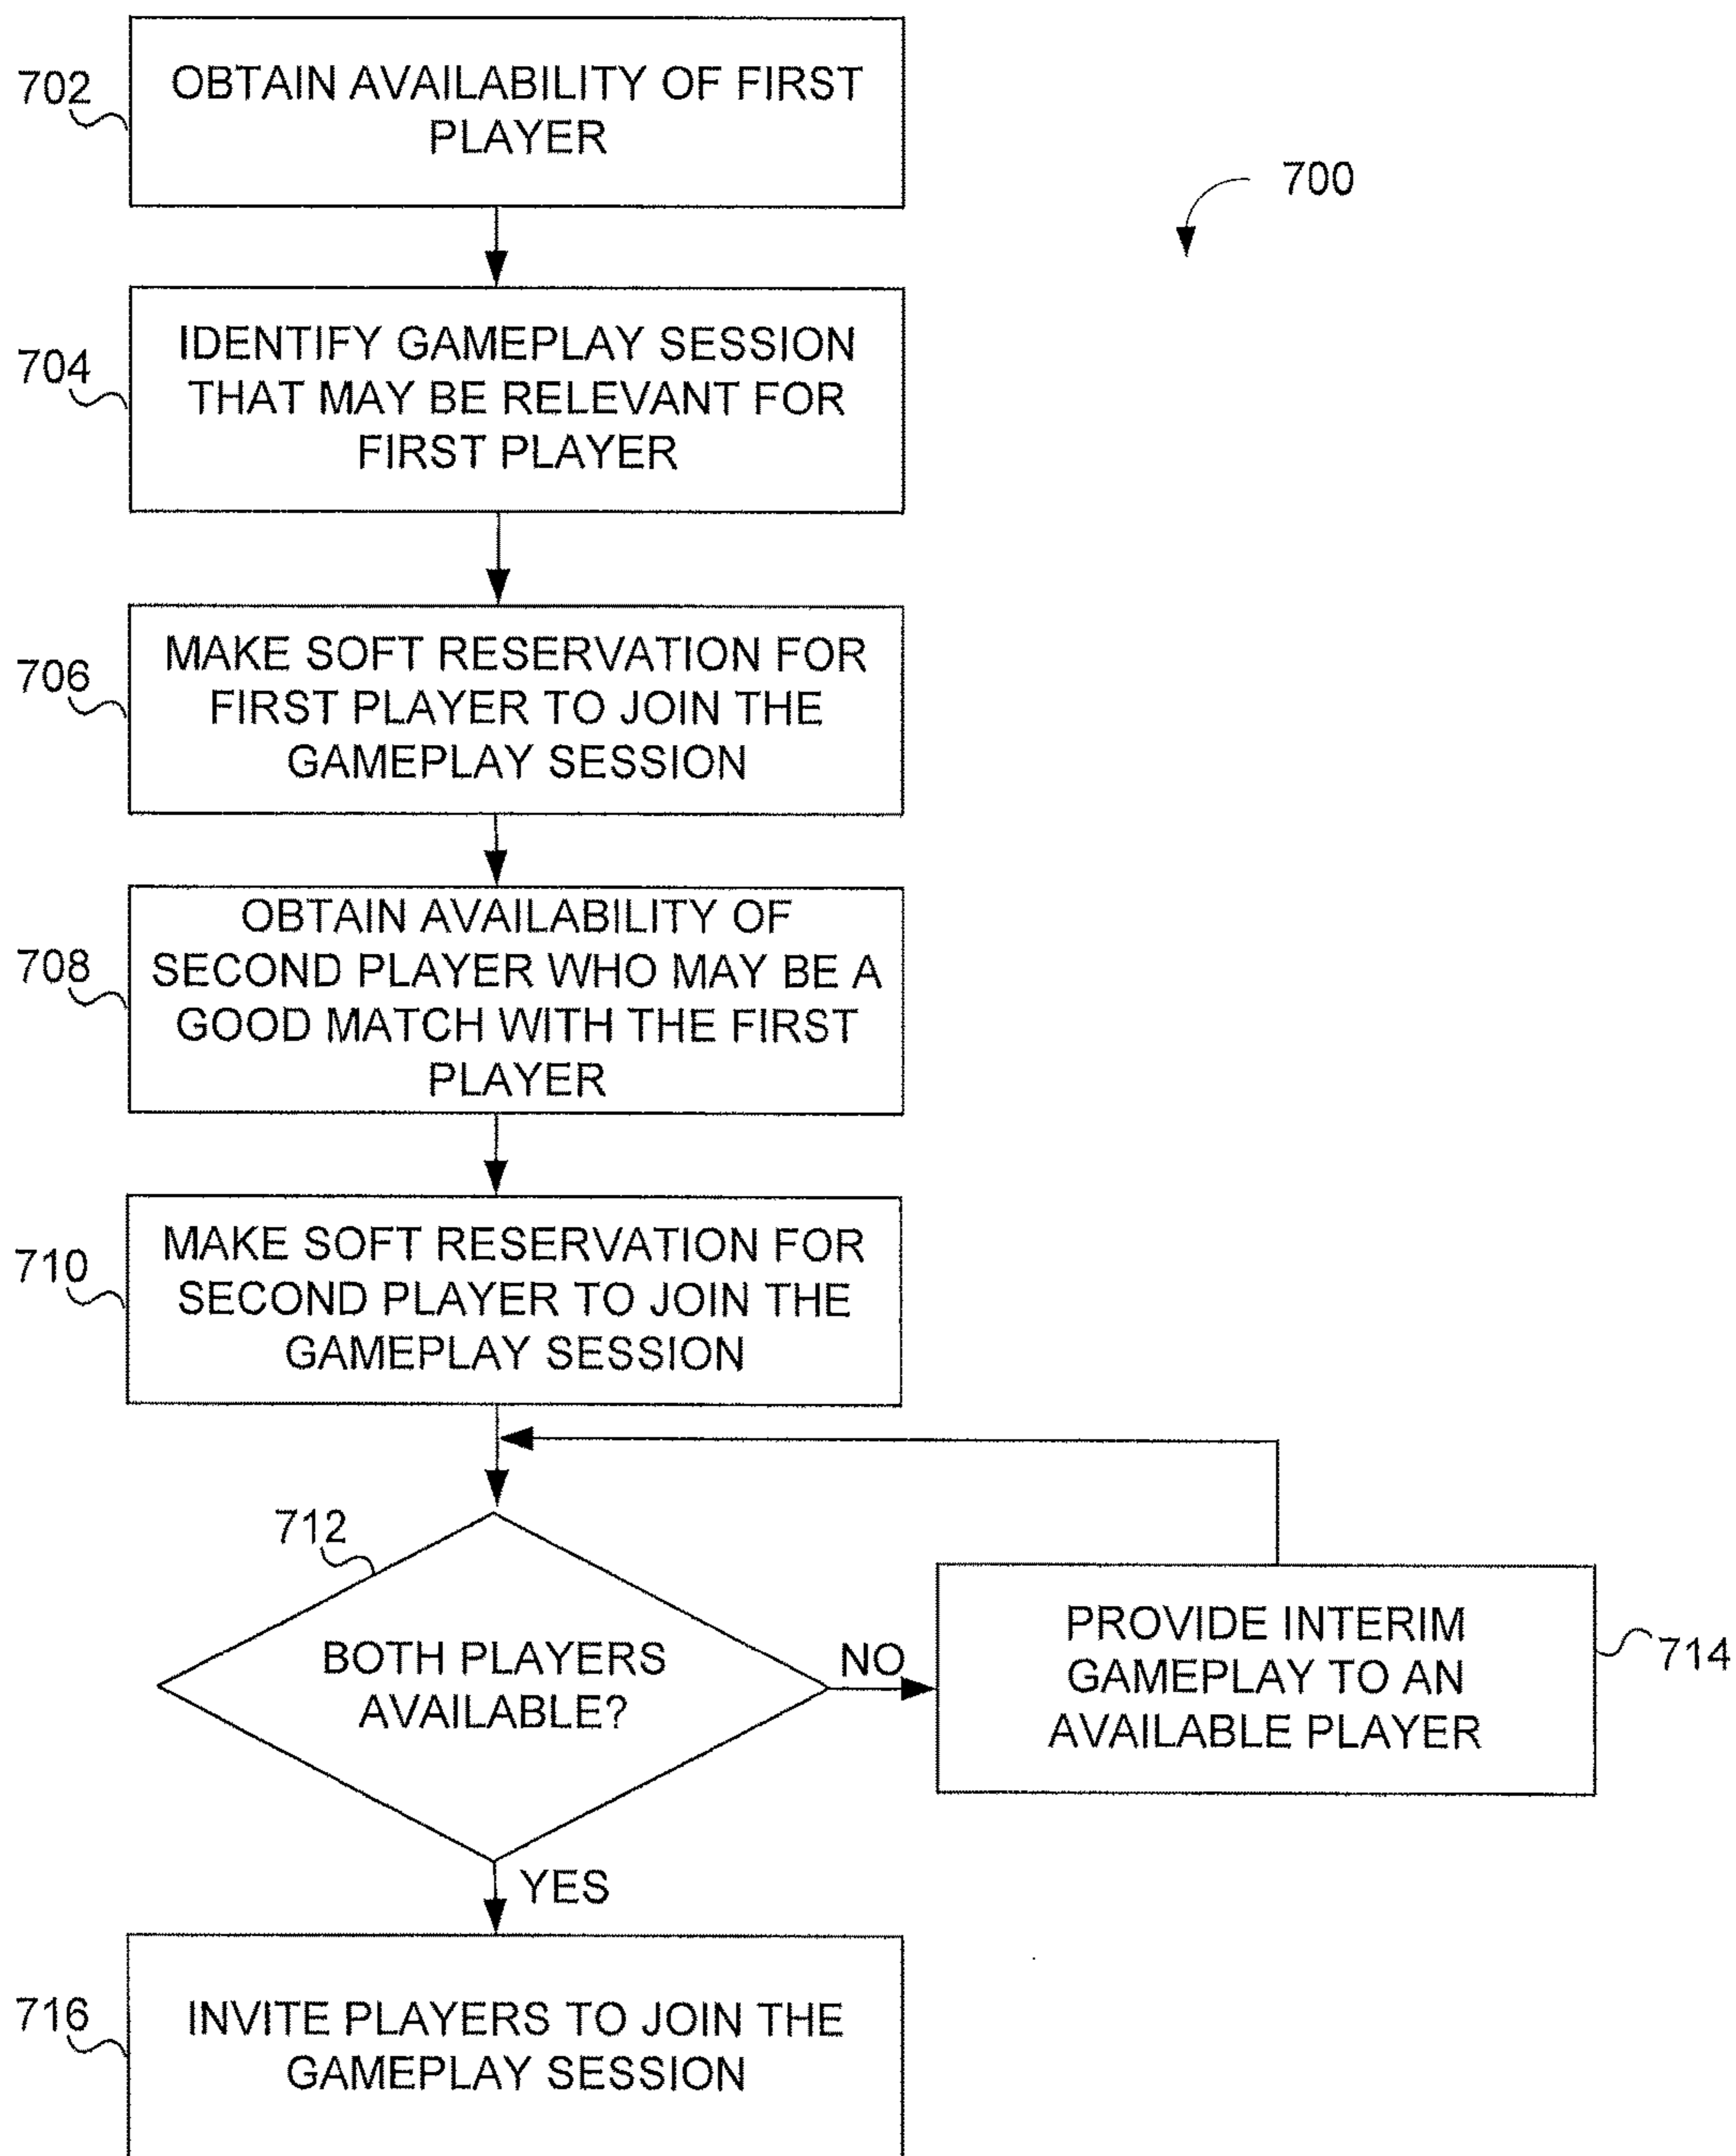 702
OBTAIN AVAILABILITY OF FIRST
PLAYER
700
704
IDENTIFY GAMEPLAY SESSION
THAT MAY BE RELEVANT FOR
FIRST PLAYER
706
MAKE SOFT RESERVATION FOR
FIRST PLAYER TO JOIN THE
GAMEPLAY SESSION
708
OBTAIN AVAILABILITY OF
SECOND PLAYER WHO MAY BE A
GOOD MATCH WITH THE FIRST
PLAYER
710
MAKE SOFT RESERVATION FOR
SECOND PLAYER TO JOIN THE
GAMEPLAY SESSION
712
BOTH PLAYERS
AVAILABLE?
NO
PROVIDE INTERIM
GAMEPLAY TO AN
AVAILABLE PLAYER
714
YES
716
INVITE PLAYERS TO JOIN THE
GAMEPLAY SESSION